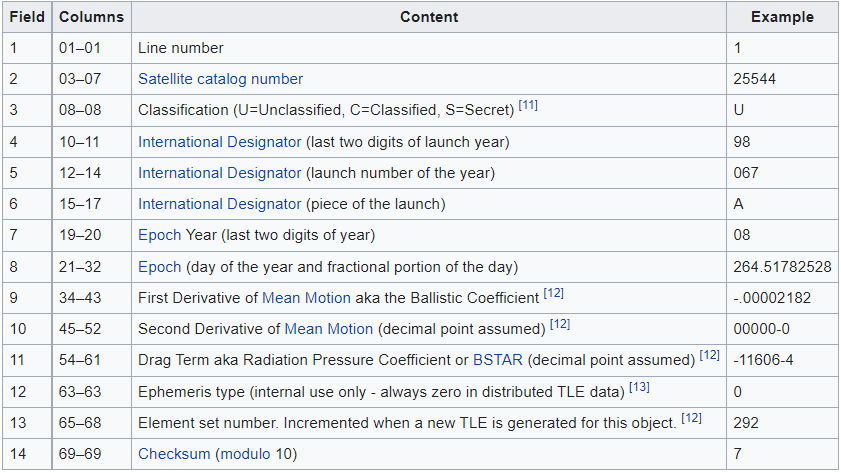 Field Columns Content Example
1 01–01 Line number 1
2 03–07 Satellite catalog number 25544
3 08–08 Classification (U=Unclassified, C=Classified, S=Secret) [11] U
4 10–11 International Designator (last two digits of launch year) 98
5 12–14 International Designator (launch number of the year) 067
6 15–17 International Designator (piece of the launch) A
7 19–20 Epoch Year (last two digits of year) 08
8 21–32 Epoch (day of the year and fractional portion of the day) 264.51782528
9 34–43 First Derivative of Mean Motion aka the Ballistic Coefficient [12] -.00002182
10 45–52 Second Derivative of Mean Motion (decimal point assumed) [12] 00000-0
11 54–61 Drag Term aka Radiation Pressure Coefficient or BSTAR (decimal point assumed) [12] -11606-4
12 63–63 Ephemeris type (internal use only - always zero in distributed TLE data) [13] 0
13 65–68 Element set number. Incremented when a new TLE is generated for this object. [12] 292
14 69–69 Checksum (modulo 10) 7